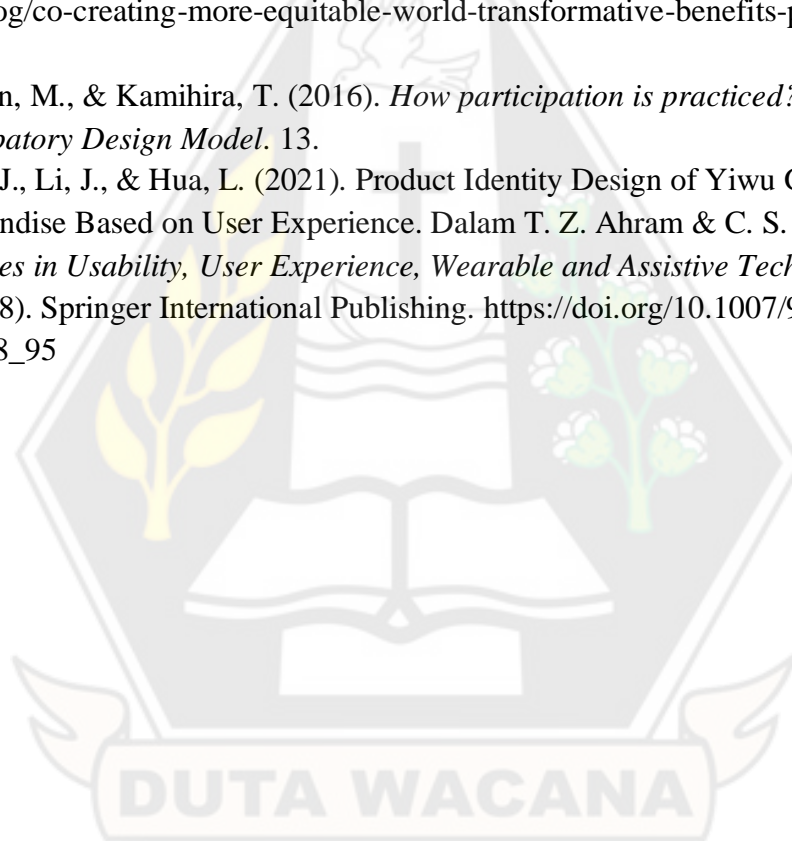 og/co-creating-more-equitable-world-transformative-benefits-p
n, M., & Kamihira, T. (2016). How participation is practiced?
patory Design Model. 13.
J., Li, J., & Hua, L. (2021). Product Identity Design of Yiwu
ndise Based on User Experience. Dalam T. Z. Ahram & C. S.
es in Usability, User Experience, Wearable and Assistive Tech
8). Springer International Publishing. https://doi.org/10.1007/9
8_95
DUTA WACANA